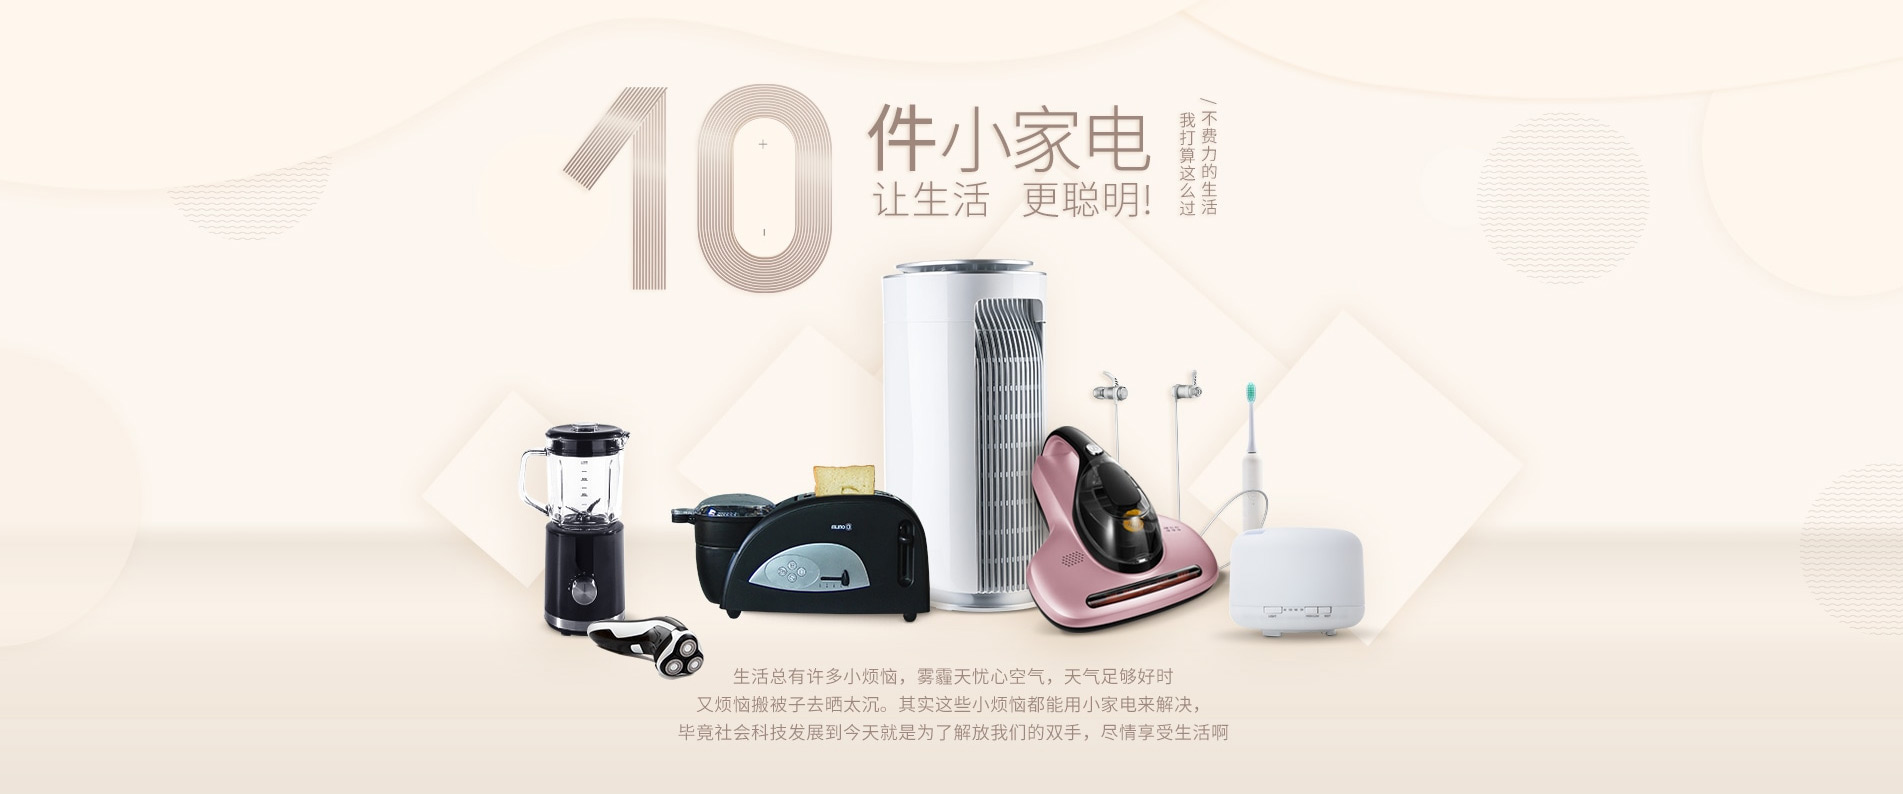 10
件小家电
让生活 更聪明!
/不费力的生活
我打算这么过
生活总有许多小烦恼，雾霾天忧心空气，天气足够好时
又烦恼搬被子去晒太沉。其实这些小烦恼都能用小家电来解决，
毕竟社会科技发展到今天就是为了解放我们的双手，尽情享受生活啊